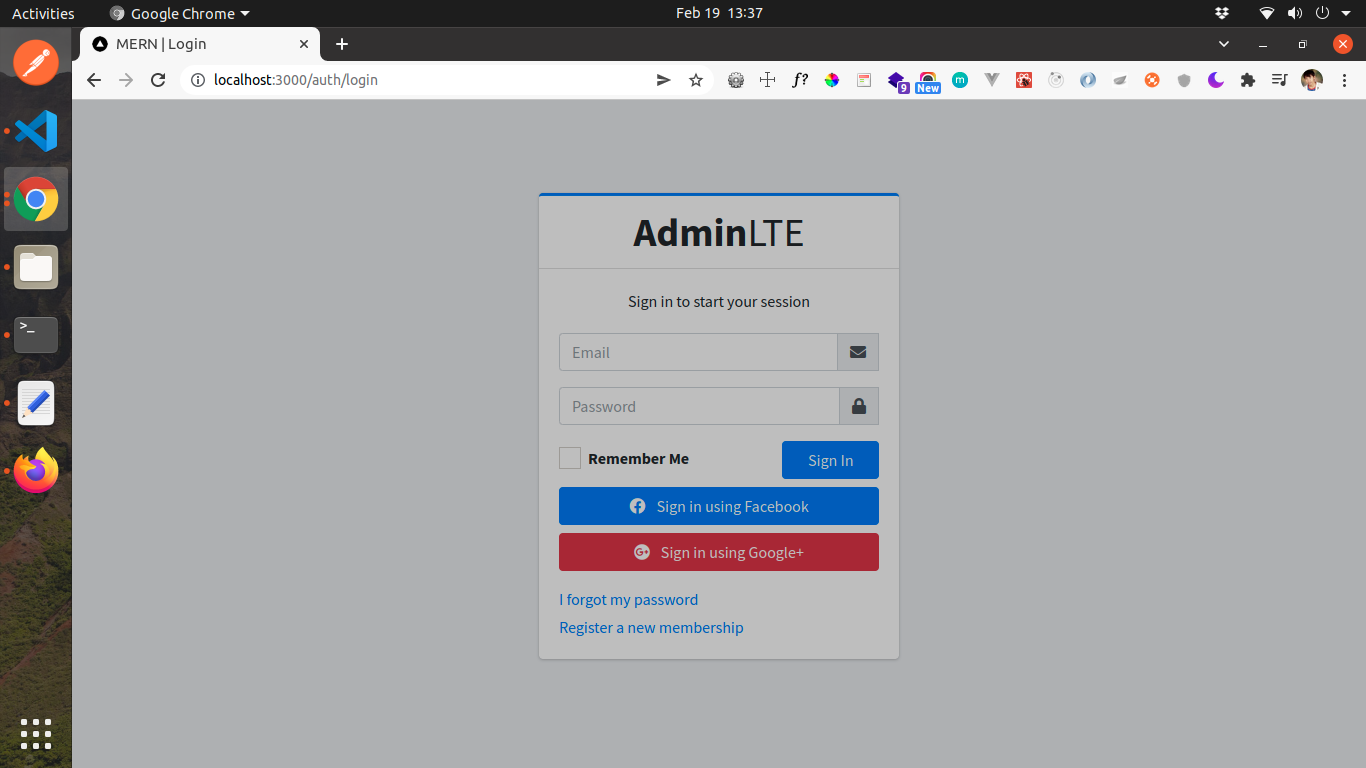 Activities
Google Chrome
Feb 19 13:37
MERN | Login
localhost:3000/auth/login
f?
9
New
m
>_
AdminLTE
Sign in to start your session
Email
Password
Remember Me
Sign In
Sign in using Facebook
Sign in using Google+
I forgot my password
Register a new membership